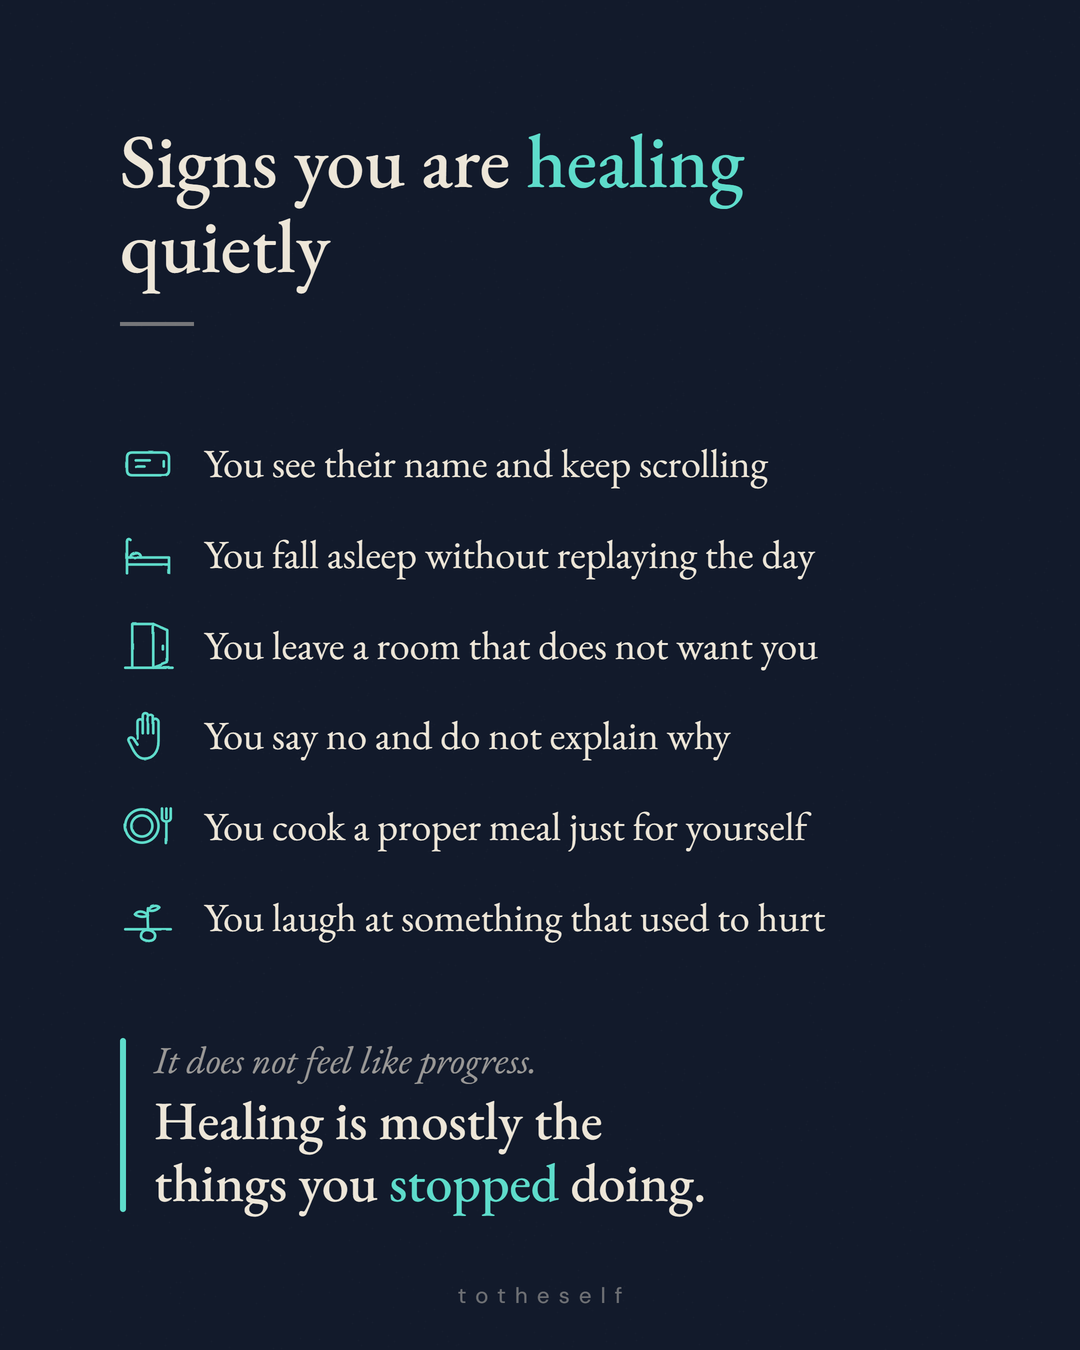 Signs you are healing
quietly
You see their name and keep scrolling
You fall asleep without replaying the day
You leave a room that does not want you
You say no and do not explain why
You cook a proper meal just for yourself
You laugh at something that used to hurt
It does not feel like progress.
Healing is mostly the
things you stopped doing.
totheself